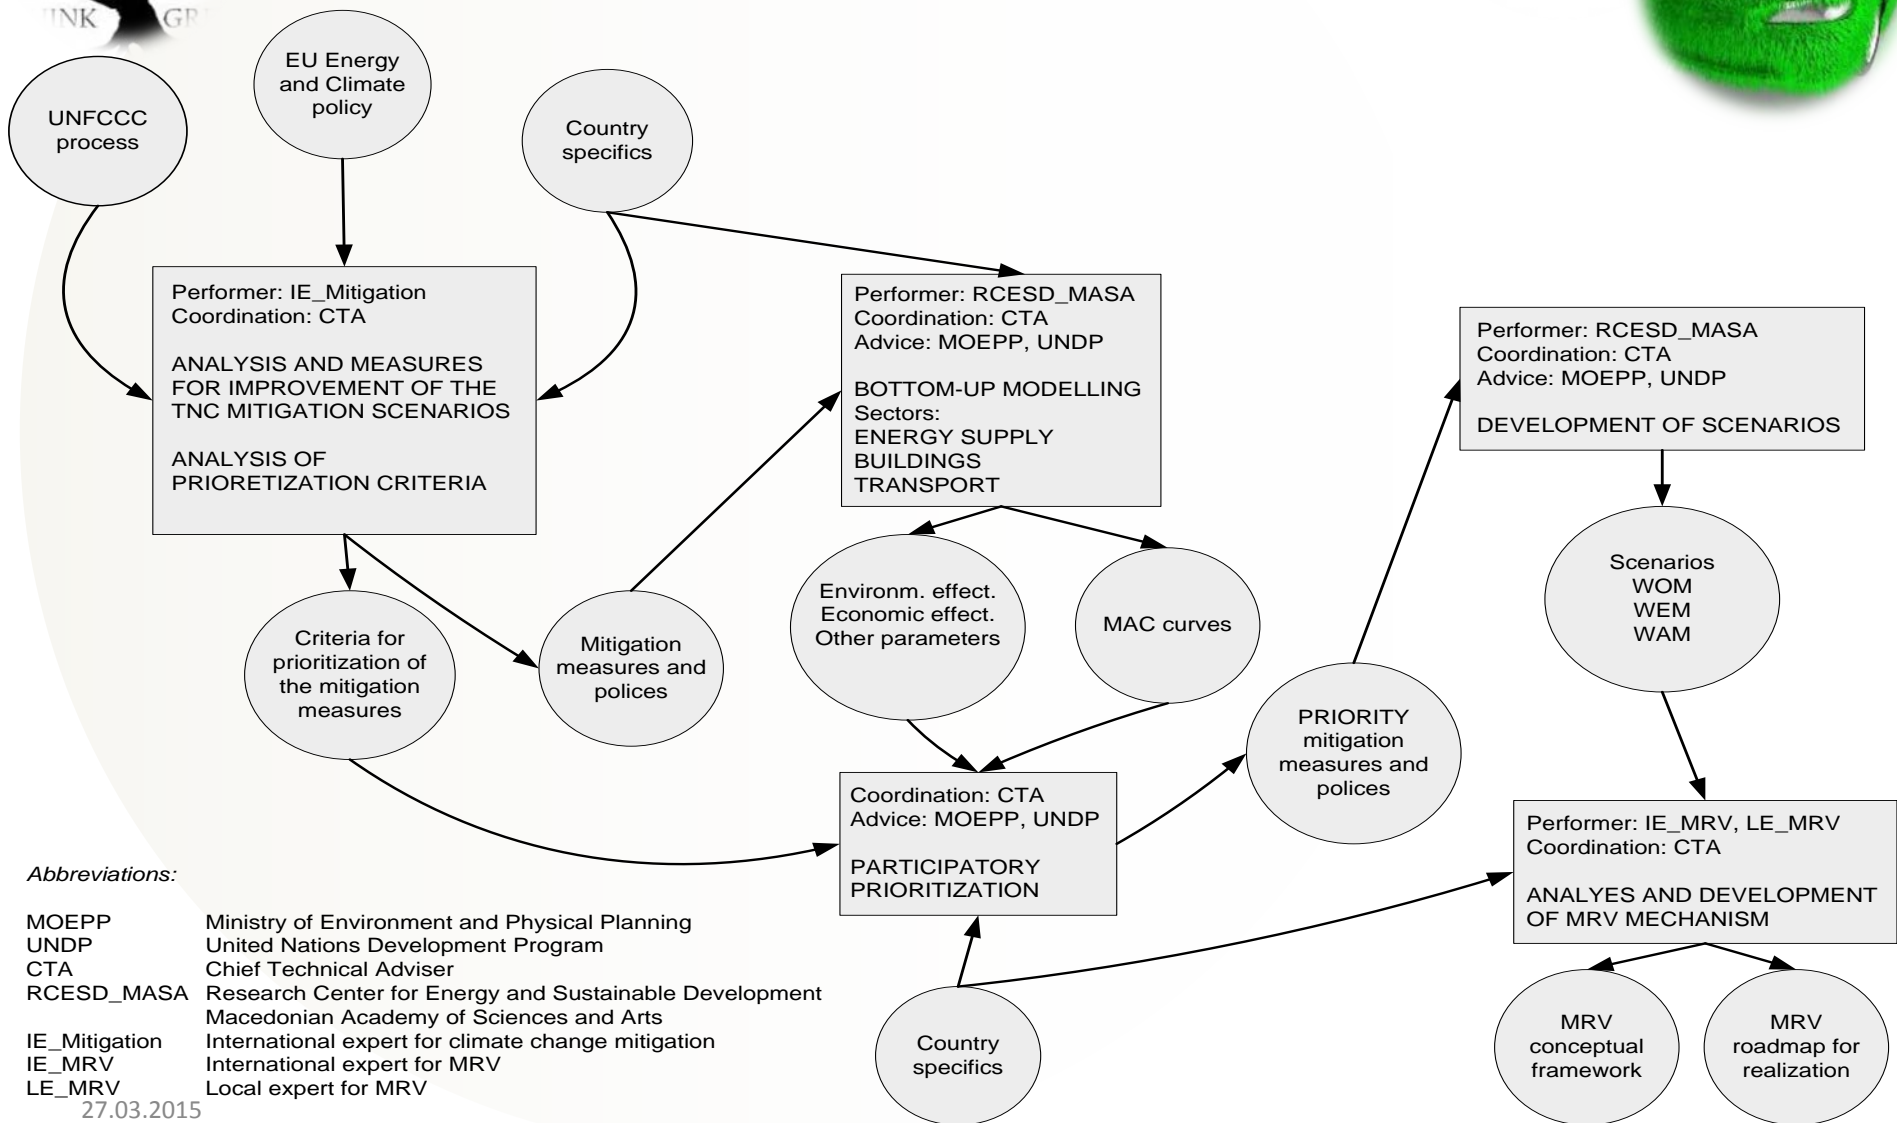 INK GR
UNFCCC
process
EU Energy
and Climate
policy
Country
specifics
Performer: IE_Mitigation
Coordination: CTA
ANALYSIS AND MEASURES
FOR IMPROVEMENT OF THE
TNC MITIGATION SCENARIOS
ANALYSIS OF
PRIORETIZATION CRITERIA
Performer: RCESD_MASA
Coordination: CTA
Advice: MOEPP, UNDP
BOTTOM-UP MODELLING
Sectors:
ENERGY SUPPLY
BUILDINGS
TRANSPORT
Performer: RCESD_MASA
Coordination: CTA
Advice: MOEPP, UNDP
DEVELOPMENT OF SCENARIOS
Criteria for
prioritization of
the mitigation
measures
Mitigation
measures and
polices
Environm. effect.
Economic effect.
Other parameters
MAC curves
Scenarios
WOM
WEM
WAM
PRIORITY
mitigation
measures and
polices
Coordination: CTA
Advice: MOEPP, UNDP
PARTICIPATORY
PRIORITIZATION
Performer: IE_MRV, LE_MRV
Coordination: CTA
ANALYES AND DEVELOPMENT
OF MRV MECHANISM
Country
specifics
MRV
conceptual
framework
MRV
roadmap for
realization
Abbreviations:
MOEPP Ministry of Environment and Physical Planning
UNDP United Nations Development Program
CTA Chief Technical Adviser
RCESD_MASA Research Center for Energy and Sustainable Development
Macedonian Academy of Sciences and Arts
IE_Mitigation International expert for climate change mitigation
IE_MRV International expert for MRV
LE_MRV Local expert for MRV
27.03.2015